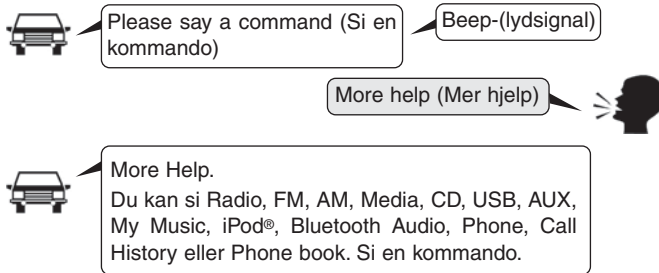 Please say a command (Si en
kommando)
Beep-(lydsignal)
More help (Mer hjelp)
More Help.
Du kan si Radio, FM, AM, Media, CD, USB, AUX,
My Music, iPod®, Bluetooth Audio, Phone, Call
History eller Phone book. Si en kommando.